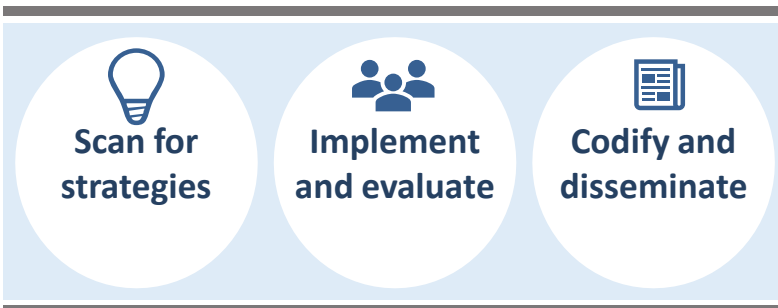 Scan for
strategies
Implement
and evaluate
Codify and
disseminate